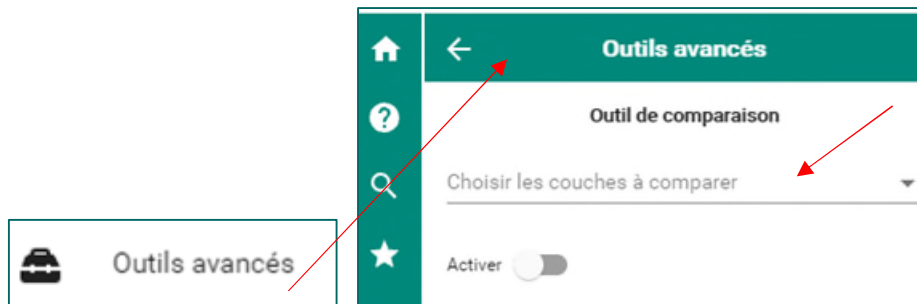 Outils avancés
Outil de comparaison
Choisir les couches à comparer
Activer
Outils avancés